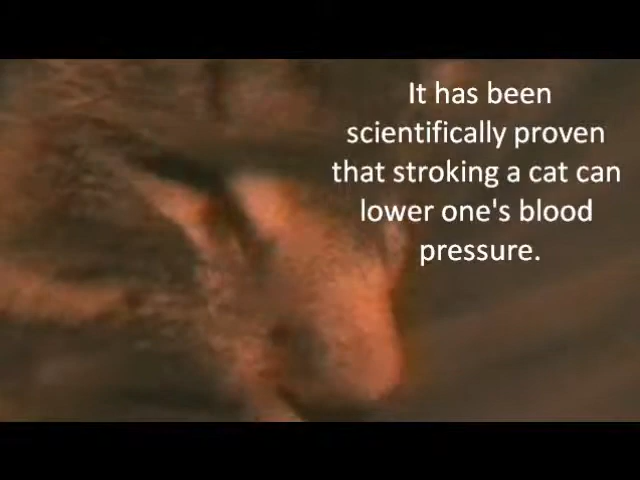 It has been
scientifically proven
that stroking a cat can
lower one's blood
pressure.